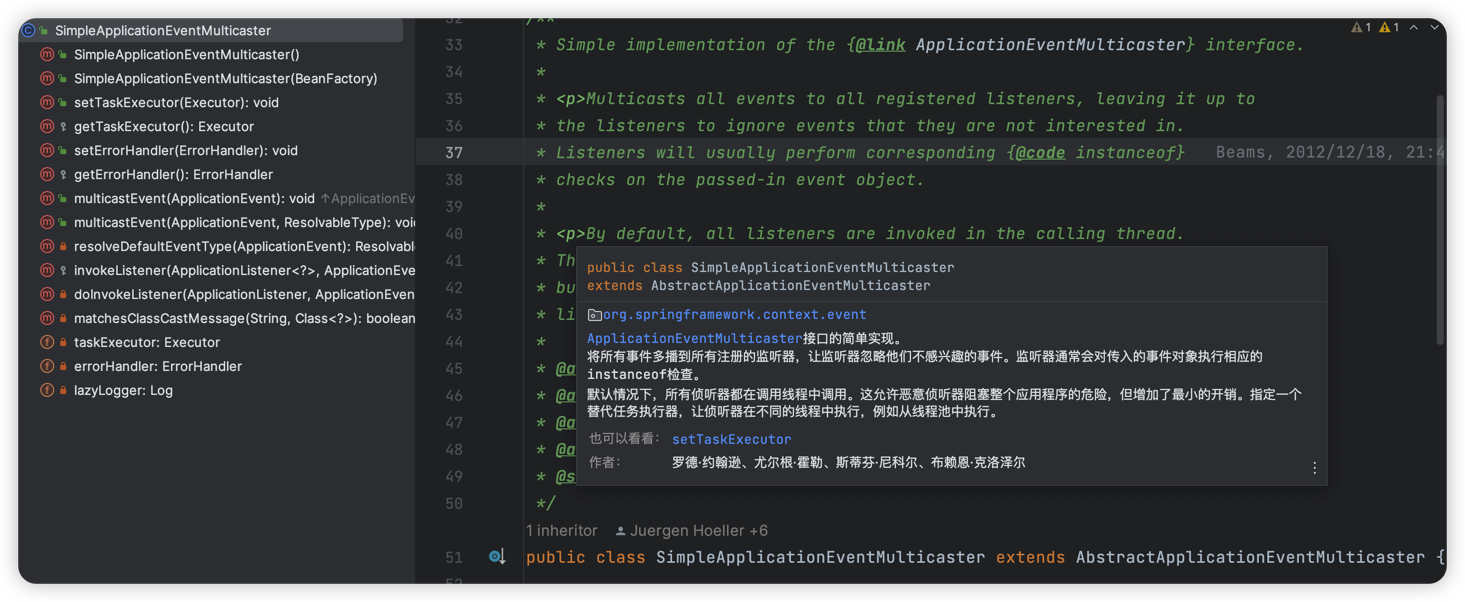 SimpleApplicationEventMulticaster
SimpleApplicationEventMulticaster()
SimpleApplicationEventMulticaster(BeanFactory)
setTaskExecutor(Executor): void
getTaskExecutor(): Executor
setErrorHandler(ErrorHandler): void
getErrorHandler(): ErrorHandler
multicastEvent(ApplicationEvent): void ↑ApplicationEv
multicastEvent(ApplicationEvent, ResolvableType): voi
resolveDefaultEventType(ApplicationEvent): Resolvabl
invokeListener(ApplicationListener<?>, ApplicationEve
doInvokeListener(ApplicationListener, ApplicationEven
matchesClassCastMessage(String, Class<?>): boolean
taskExecutor: Executor
errorHandler: ErrorHandler
lazyLogger: Log
32 /**
1 1
33 * Simple implementation of the {@link ApplicationEventMulticaster} interface.
34 *
35 * <p>Multicasts all events to all registered listeners, leaving it up to
36 * the listeners to ignore events that they are not interested in.
37 * Listeners will usually perform corresponding {@code instanceof} Beams, 2012/12/18, 21:4
38 * checks on the passed-in event object.
39 *
40 * <p>By default, all listeners are invoked in the calling thread.
41 * Th
42 * bu
43 * li
44 *
45 * @a
46 * @a
47 * @a
48 * @a
49 * @s
50 */
public class SimpleApplicationEventMulticaster
extends AbstractApplicationEventMulticaster
org.springframework.context.event
ApplicationEventMulticaster接口的简单实现。
将所有事件多播到所有注册的监听器，让监听器忽略他们不感兴趣的事件。监听器通常会对传入的事件对象执行相应的
instanceof检查。
默认情况下，所有侦听器都在调用线程中调用。这允许恶意侦听器阻塞整个应用程序的危险，但增加了最小的开销。指定一个
替代任务执行器，让侦听器在不同的线程中执行，例如从线程池中执行。
也可以看看： setTaskExecutor
作者： 罗德·约翰逊、尤尔根·霍勒、斯蒂芬·尼科尔、布赖恩·克洛泽尔
1 inheritor Juergen Hoeller +6
51 public class SimpleApplicationEventMulticaster extends AbstractApplicationEventMulticaster {
52